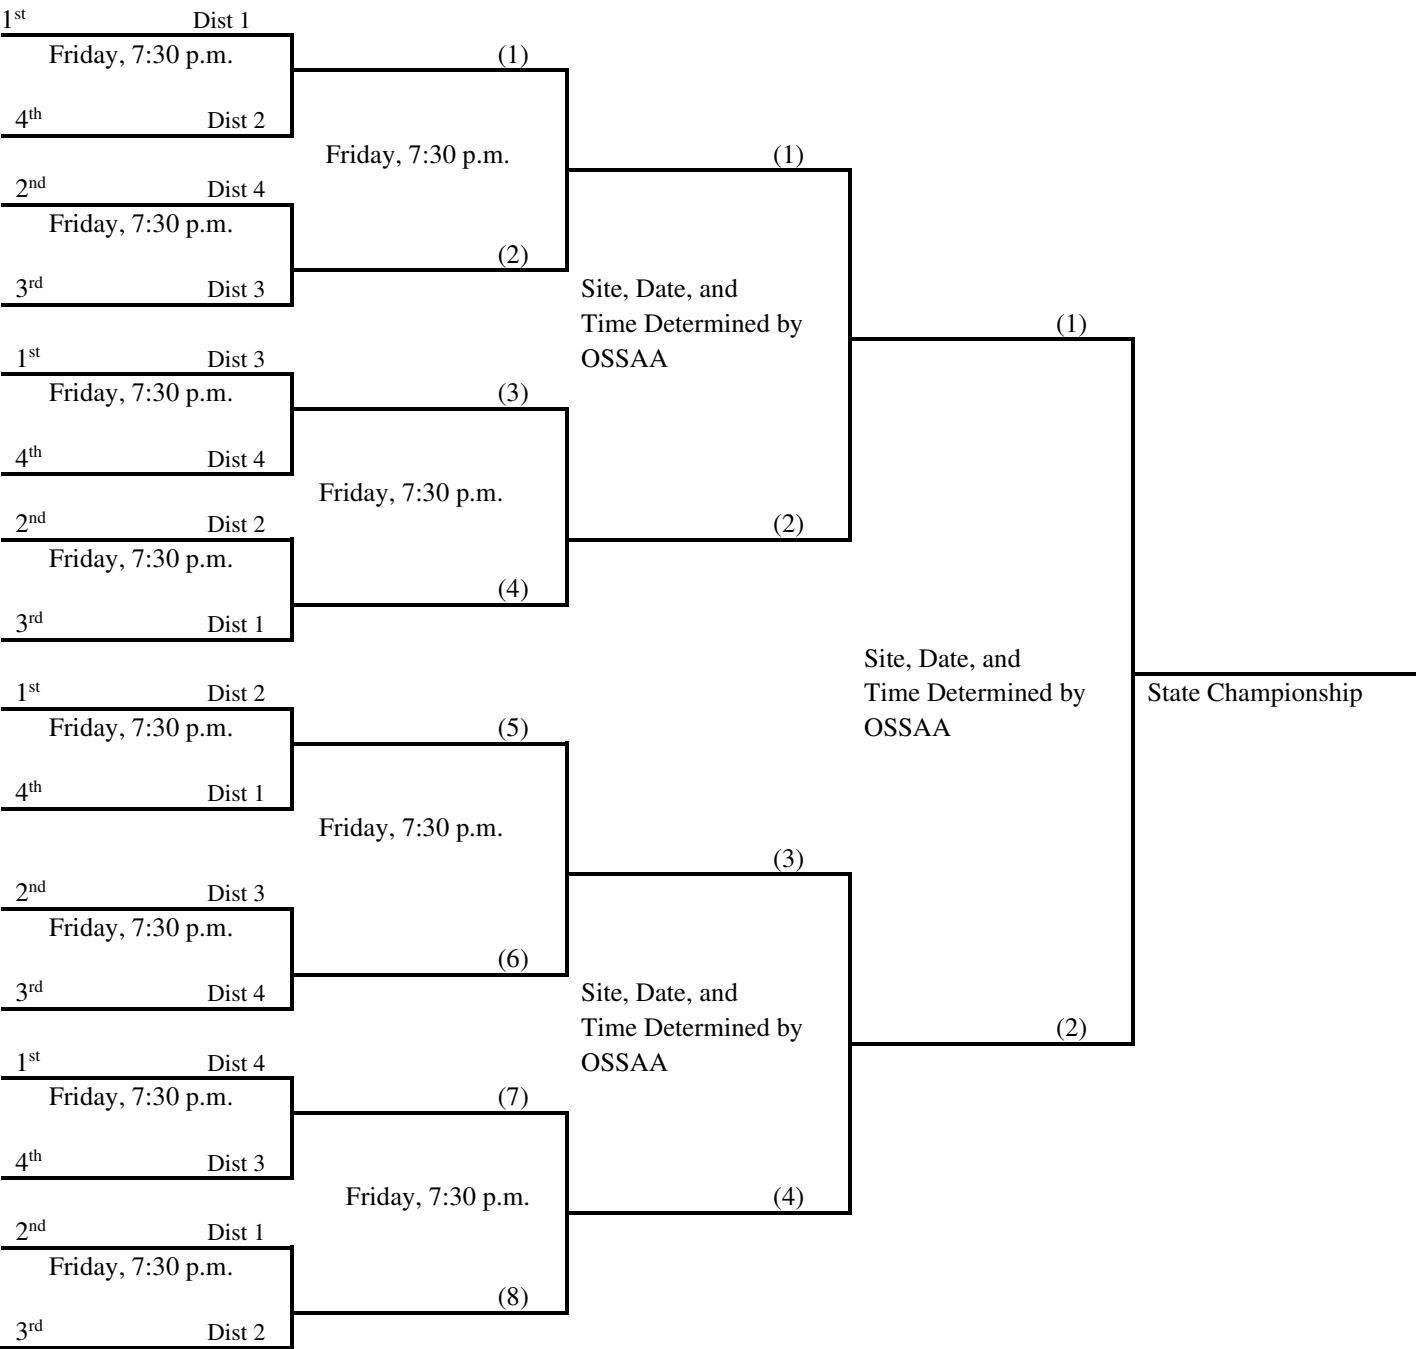 1st Dist 1
Friday, 7:30 p.m.
(1)
4th Dist 2
Friday, 7:30 p.m.
(1)
2nd Dist 4
Friday, 7:30 p.m.
(2)
3rd Dist 3
Site, Date, and
Time Determined by
OSSAA
(1)
1st Dist 3
Friday, 7:30 p.m.
(3)
4th Dist 4
Friday, 7:30 p.m.
2nd Dist 2
(2)
Friday, 7:30 p.m.
(4)
3rd Dist 1
Site, Date, and
Time Determined by
OSSAA
State Championship
1st Dist 2
Friday, 7:30 p.m.
(5)
4th Dist 1
Friday, 7:30 p.m.
(3)
2nd Dist 3
Friday, 7:30 p.m.
(6)
3rd Dist 4
Site, Date, and
Time Determined by
OSSAA
(2)
1st Dist 4
Friday, 7:30 p.m.
(7)
4th Dist 3
Friday, 7:30 p.m.
(4)
2nd Dist 1
Friday, 7:30 p.m.
(8)
3rd Dist 2